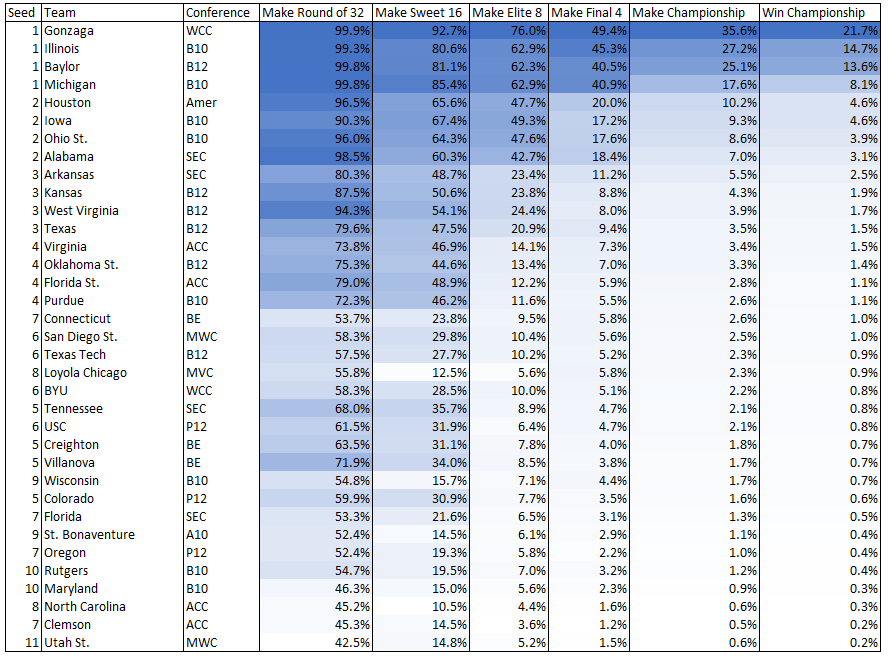 Seed Team Conference Make Round of 32 Make Sweet 16 Make Elite 8 Make Final 4 Make Championship Win Championship
1 Gonzaga WCC 99.9% 92.7% 76.0% 49.4% 35.6% 21.7%
1 Illinois B10 99.3% 80.6% 62.9% 45.3% 27.2% 14.7%
1 Baylor B12 99.8% 81.1% 62.3% 40.5% 25.1% 13.6%
1 Michigan B10 99.8% 85.4% 62.9% 40.9% 17.6% 8.1%
2 Houston Amer 96.5% 65.6% 47.7% 20.0% 10.2% 4.6%
2 Iowa B10 90.3% 67.4% 49.3% 17.2% 9.3% 4.6%
2 Ohio St. B10 96.0% 64.3% 47.6% 17.6% 8.6% 3.9%
2 Alabama SEC 98.5% 60.3% 42.7% 18.4% 7.0% 3.1%
3 Arkansas SEC 80.3% 48.7% 23.4% 11.2% 5.5% 2.5%
3 Kansas B12 87.5% 50.6% 23.8% 8.8% 4.3% 1.9%
3 West Virginia B12 94.3% 54.1% 24.4% 8.0% 3.9% 1.7%
3 Texas B12 79.6% 47.5% 20.9% 9.4% 3.5% 1.5%
4 Virginia ACC 73.8% 46.9% 14.1% 7.3% 3.4% 1.5%
4 Oklahoma St. B12 75.3% 44.6% 13.4% 7.0% 3.3% 1.4%
4 Florida St. ACC 79.0% 48.9% 12.2% 5.9% 2.8% 1.1%
4 Purdue B10 72.3% 46.2% 11.6% 5.5% 2.6% 1.1%
7 Connecticut BE 53.7% 23.8% 9.5% 5.8% 2.6% 1.0%
6 San Diego St. MWC 58.3% 29.8% 10.4% 5.6% 2.5% 1.0%
6 Texas Tech B12 57.5% 27.7% 10.2% 5.2% 2.3% 0.9%
8 Loyola Chicago MVC 55.8% 12.5% 5.6% 5.8% 2.3% 0.9%
6 BYU WCC 58.3% 28.5% 10.0% 5.1% 2.2% 0.8%
5 Tennessee SEC 68.0% 35.7% 8.9% 4.7% 2.1% 0.8%
6 USC P12 61.5% 31.9% 6.4% 4.7% 2.1% 0.8%
5 Creighton BE 63.5% 31.1% 7.8% 4.0% 1.8% 0.7%
5 Villanova BE 71.9% 34.0% 8.5% 3.8% 1.7% 0.7%
9 Wisconsin B10 54.8% 15.7% 7.1% 4.4% 1.7% 0.7%
5 Colorado P12 59.9% 30.9% 7.7% 3.5% 1.6% 0.6%
7 Florida SEC 53.3% 21.6% 6.5% 3.1% 1.3% 0.5%
9 St. Bonaventure A10 52.4% 14.5% 6.1% 2.9% 1.1% 0.4%
7 Oregon P12 52.4% 19.3% 5.8% 2.2% 1.0% 0.4%
10 Rutgers B10 54.7% 19.5% 7.0% 3.2% 1.2% 0.4%
10 Maryland B10 46.3% 15.0% 5.6% 2.3% 0.9% 0.3%
8 North Carolina ACC 45.2% 10.5% 4.4% 1.6% 0.6% 0.3%
7 Clemson ACC 45.3% 14.5% 3.6% 1.2% 0.5% 0.2%
11 Utah St. MWC 42.5% 14.8% 5.2% 1.5% 0.6% 0.2%